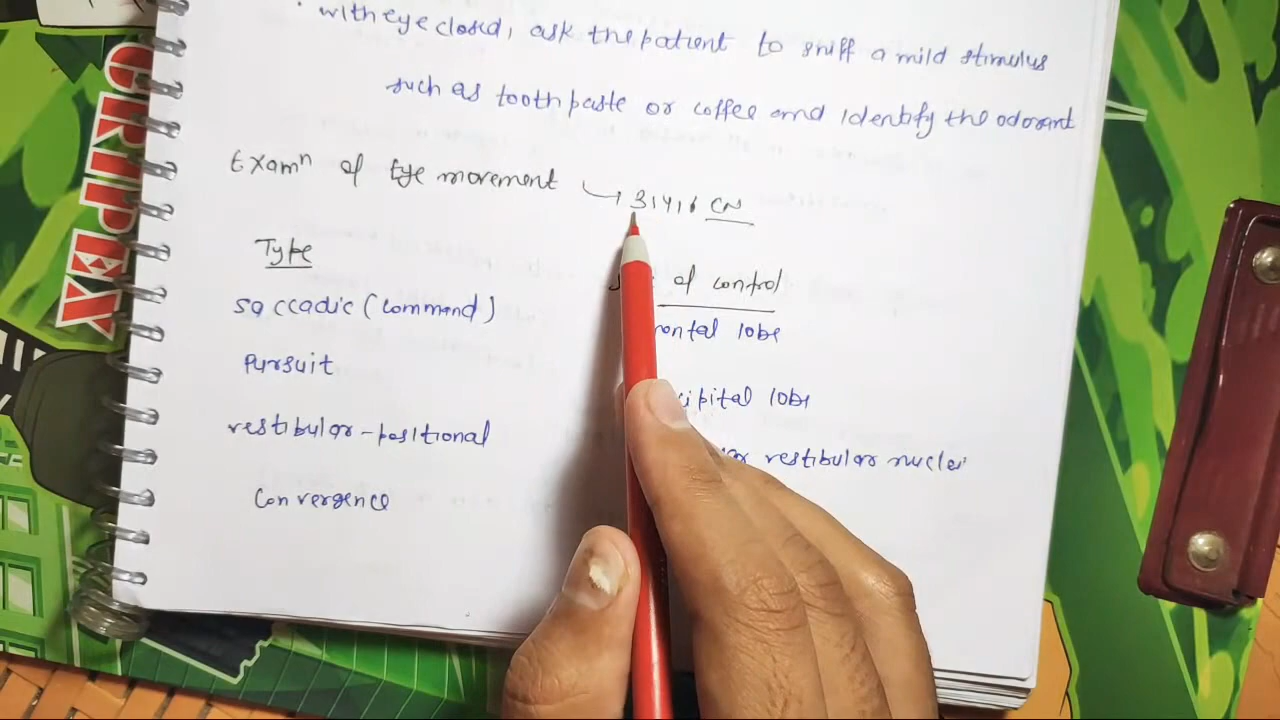 with eye closed, ask the patient to sniff a mild stimulus
such as tooth paste or coffee and identify the odorant
Examⁿ of Eye movement → 3,4,6 CN
Type
of control
saccadic (command)
rontal lobe
Pursuit
cipital lobe
vestibular - positional
vestibular nuclei
Convergence
CRIPEX